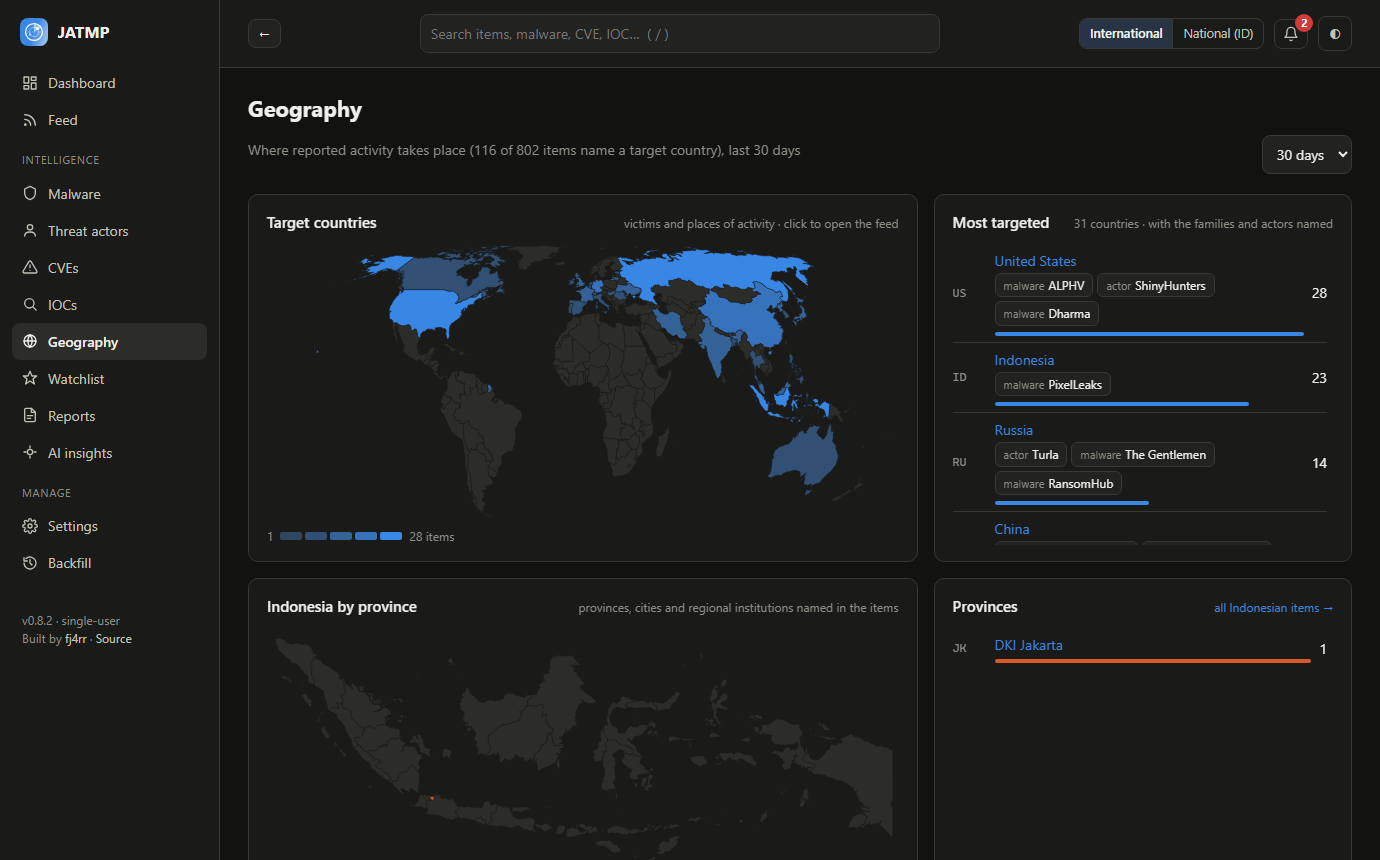 JATMP
←
Search items, malware, CVE, IOC... ( / )
International
National (ID)
2
Dashboard
Feed
INTELLIGENCE
Malware
Threat actors
CVEs
IOCs
Geography
Watchlist
Reports
AI insights
MANAGE
Settings
Backfill
v0.8.2 · single-user
Built by fj4rr · Source
Geography
Where reported activity takes place (116 of 802 items name a target country), last 30 days
30 days
Target countries
victims and places of activity · click to open the feed
1
28 items
Most targeted
31 countries · with the families and actors named
United States
US
malware ALPHV
actor ShinyHunters
malware Dharma
28
Indonesia
ID
malware PixelLeaks
23
Russia
RU
actor Turla
malware The Gentlemen
malware RansomHub
14
China
Indonesia by province
provinces, cities and regional institutions named in the items
Provinces
all Indonesian items →
JK
DKI Jakarta
1